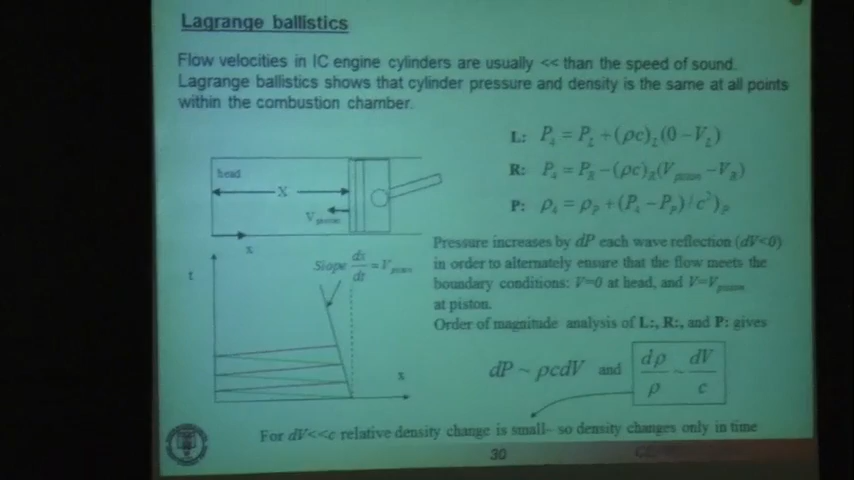 Lagrange ballistics
Flow velocities in IC engine cylinders are usually << than the speed of sound.
Lagrange ballistics shows that cylinder pressure and density is the same at all points
within the combustion chamber.
L: P₄ = P_L + (ρc)_L (0 − V_L)
R: P₄ = P_R − (ρc)_R (V_piston − V_R)
P: ρ₄ = ρ_P + (P₄ − P_P)/c²)_P
head
X
V_piston
x
t
Slope dx/dt = V_piston
x
Pressure increases by dP each wave reflection (dV<0)
in order to alternately ensure that the flow meets the
boundary conditions: V=0 at head, and V=V_piston
at piston.
Order of magnitude analysis of L:, R:, and P: gives
dP ~ ρcdV and dρ/ρ ~ dV/c
For dV<<c relative density change is small- so density changes only in time
30